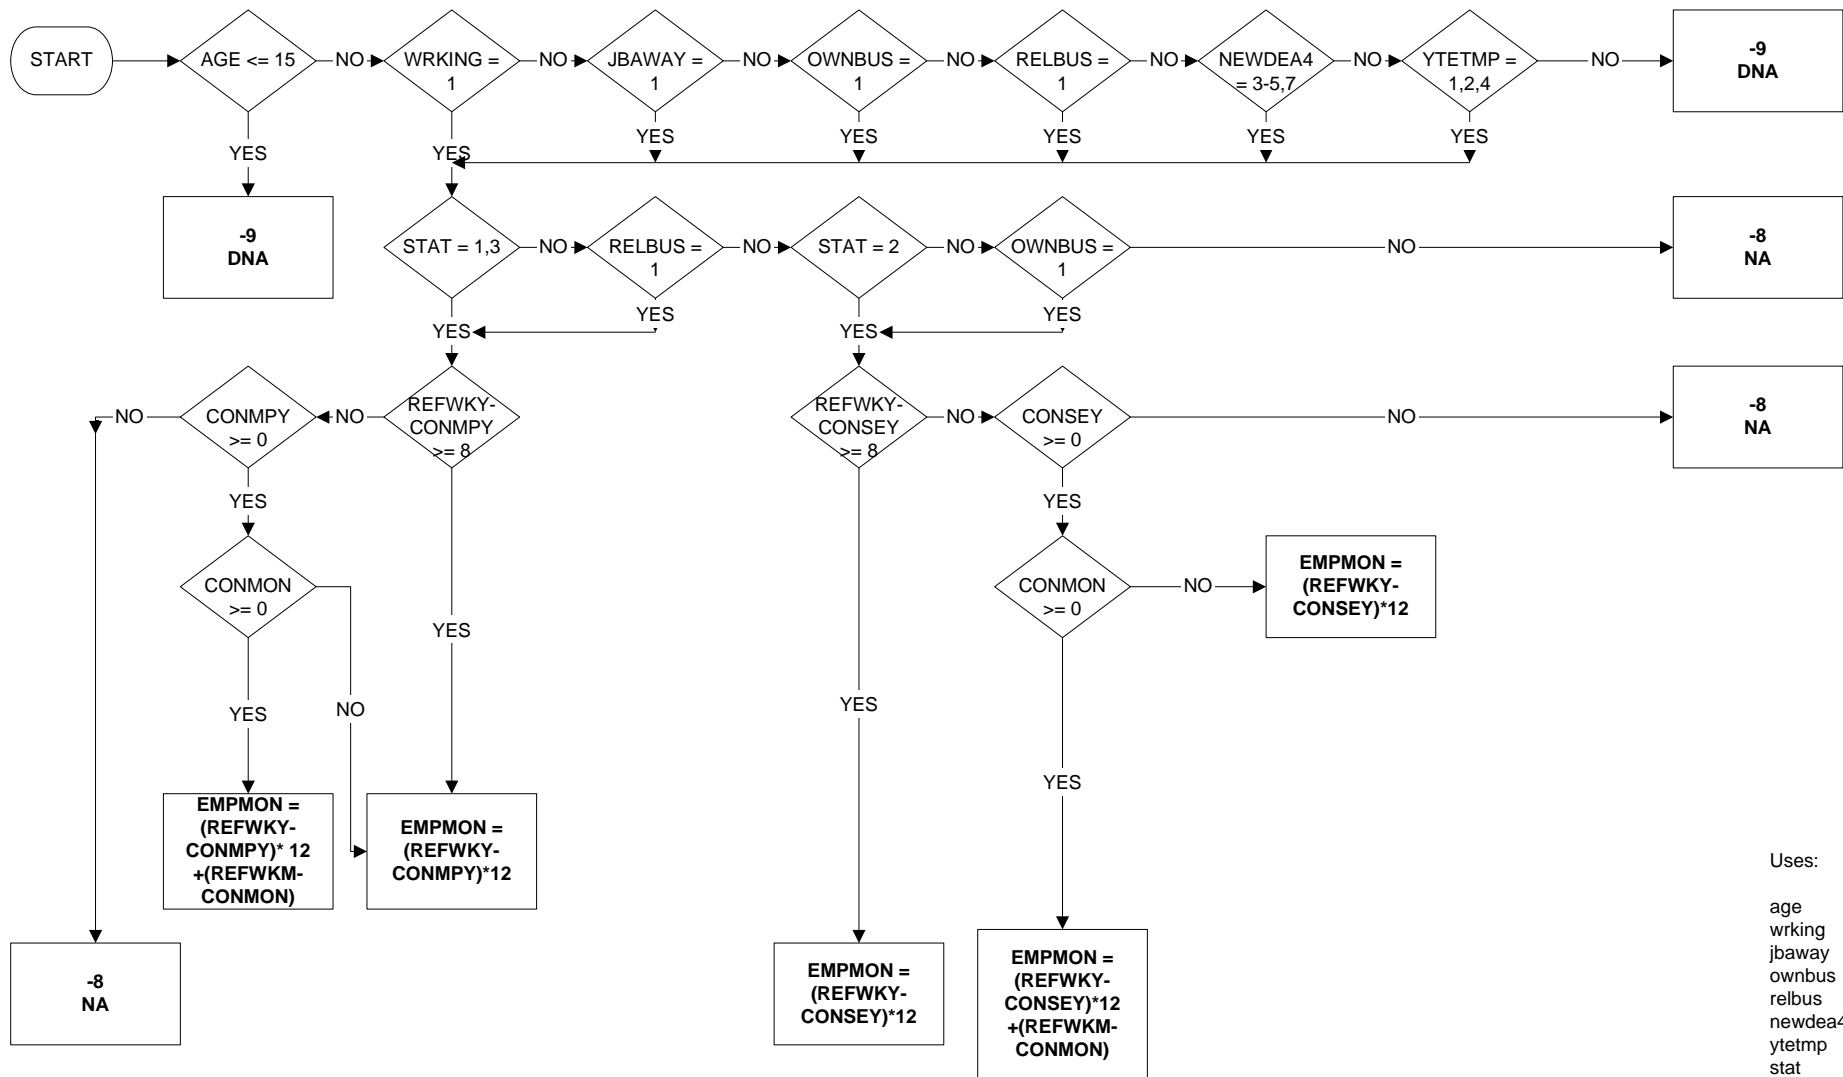 START
AGE <= 15
NO
WRKING =
1
NO
JBAWAY =
1
NO
OWNBUS =
1
NO
RELBUS =
1
NO
NEWDEA4
= 3-5,7
NO
YTETMP =
1,2,4
NO
-9
DNA
YES
YES
YES
YES
YES
YES
YES
-9
DNA
STAT = 1,3
NO
RELBUS =
1
NO
STAT = 2
NO
OWNBUS =
1
NO
-8
NA
YES
YES
YES
YES
NO
CONMPY
>= 0
NO
REFWKY-
CONMPY
>= 8
REFWKY-
CONSEY
>= 8
NO
CONSEY
>= 0
NO
-8
NA
YES
YES
CONMON
>= 0
YES
CONMON
>= 0
NO
EMPMON =
(REFWKY-
CONSEY)*12
YES
NO
YES
YES
EMPMON =
(REFWKY-
CONMPY)* 12
+(REFWKM-
CONMON)
EMPMON =
(REFWKY-
CONMPY)*12
-8
NA
EMPMON =
(REFWKY-
CONSEY)*12
EMPMON =
(REFWKY-
CONSEY)*12
+(REFWKM-
CONMON)
Uses:
age
wrking
jbaway
ownbus
relbus
newdea4
ytetmp
stat